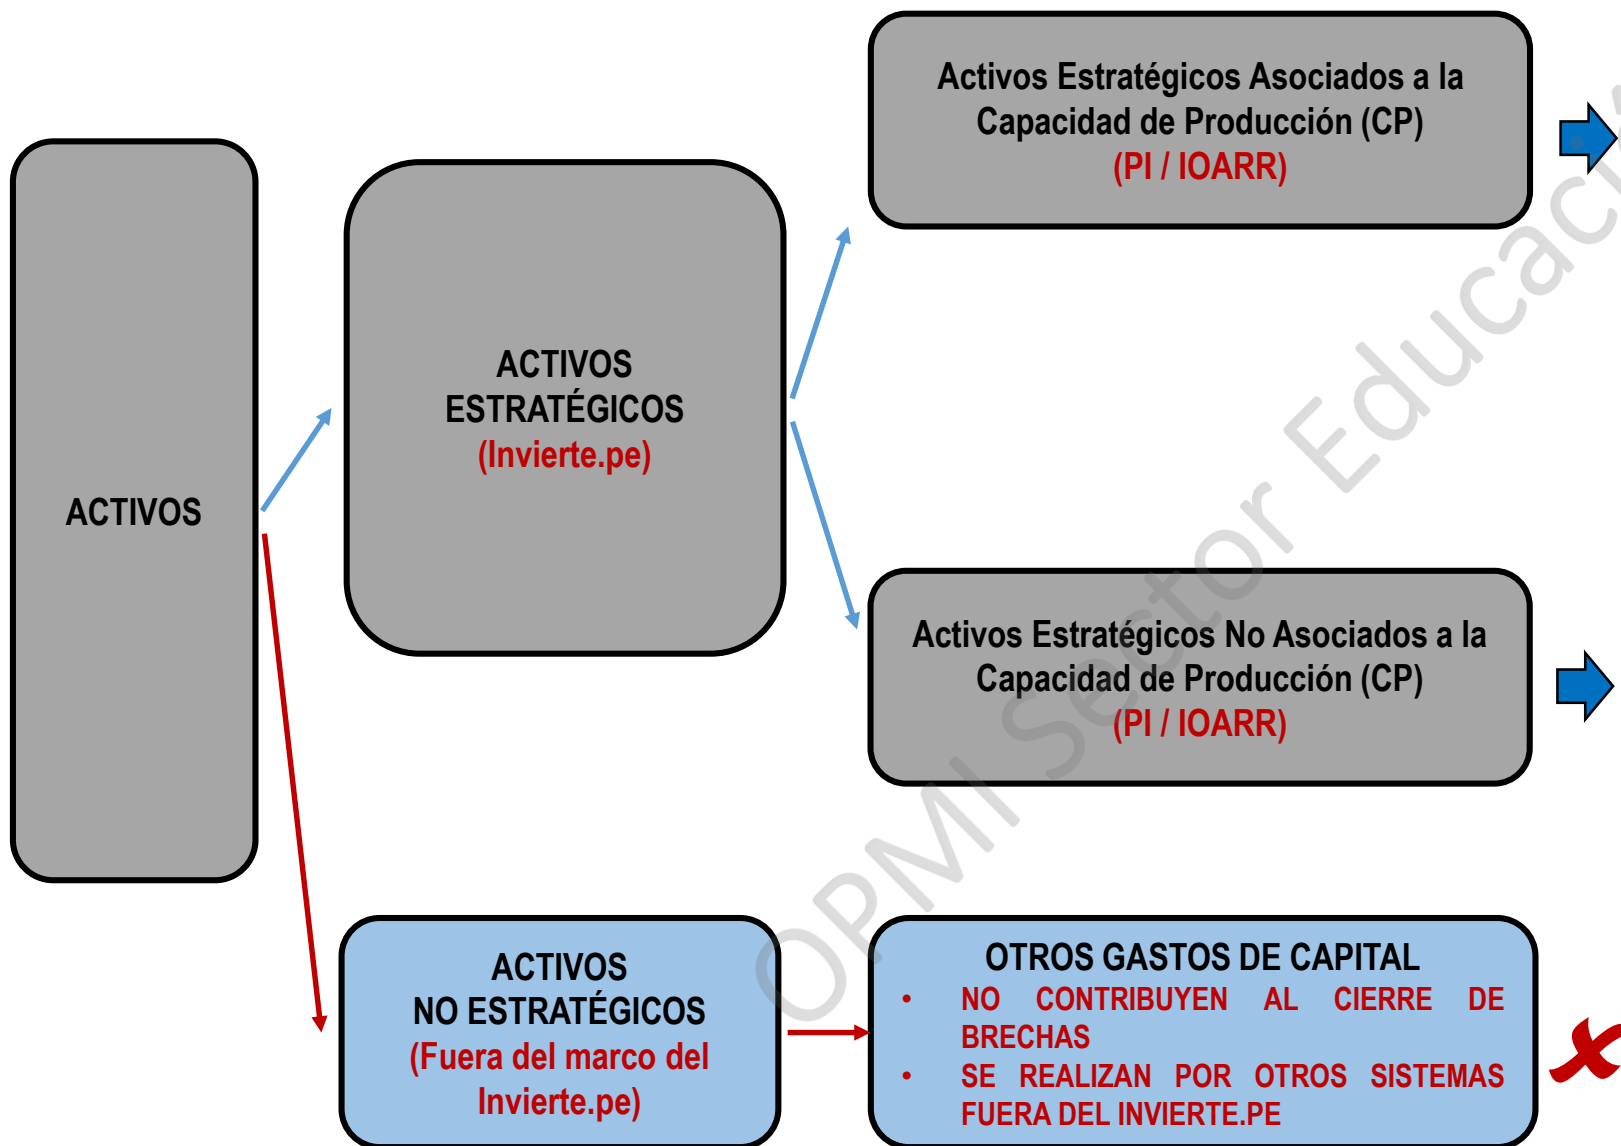 Activos Estratégicos Asociados a la
Capacidad de Producción (CP)
(PI / IOARR)
ACTIVOS
ESTRATÉGICOS
(Invierte.pe)
ACTIVOS
Activos Estratégicos No Asociados a la
Capacidad de Producción (CP)
(PI / IOARR)
ACTIVOS
NO ESTRATÉGICOS
(Fuera del marco del
Invierte.pe)
OTROS GASTOS DE CAPITAL
• NO CONTRIBUYEN AL CIERRE DE
BRECHAS
• SE REALIZAN POR OTROS SISTEMAS
FUERA DEL INVIERTE.PE
OPMI Sector